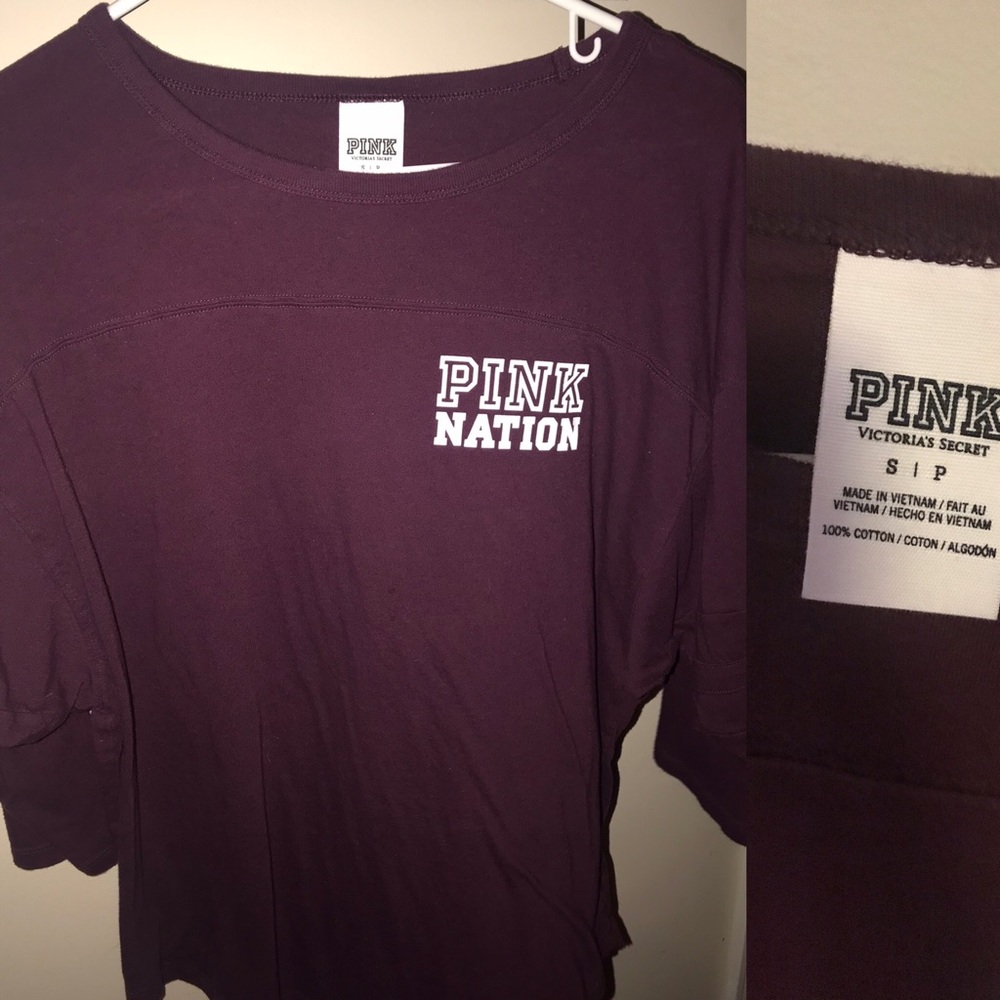 PINK
VICTORIA'S SECRET
S | P
PINK
NATION
PINK
VICTORIA'S SECRET
S | P
MADE IN VIETNAM / FAIT AU
VIETNAM / HECHO EN VIETNAM
100% COTTON / COTON / ALGODÓN